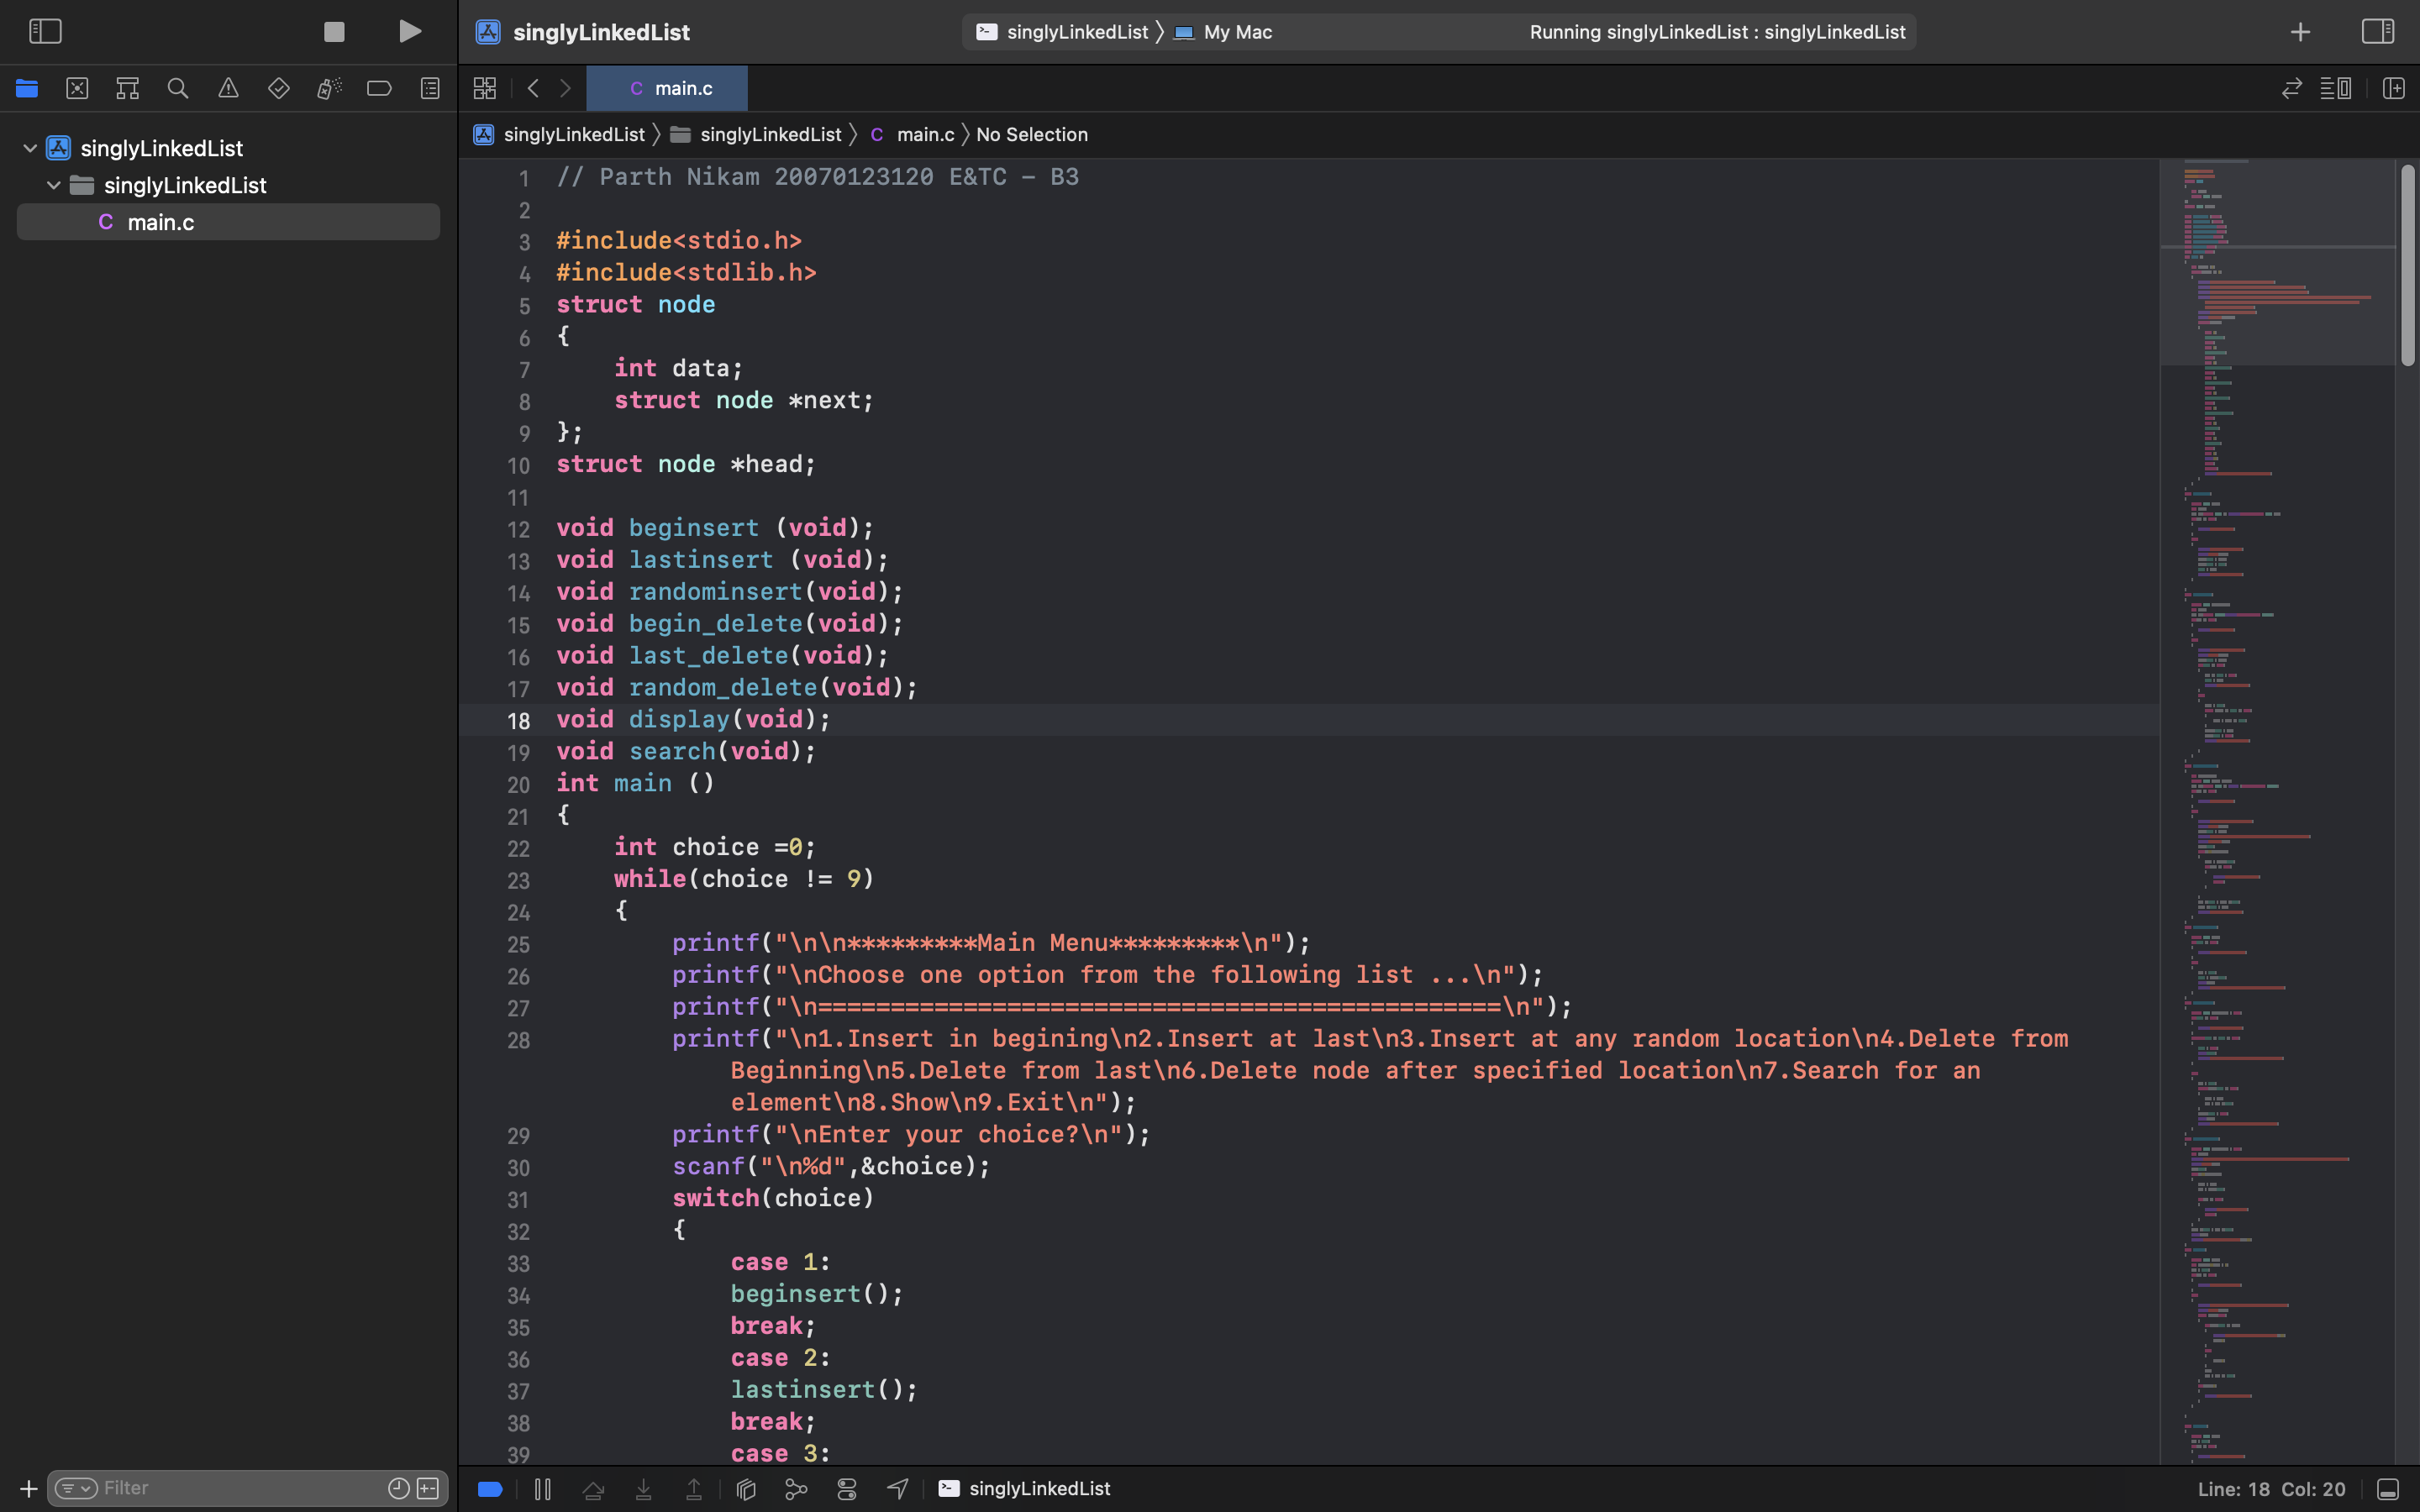 singlyLinkedList
singlyLinkedList 〉 My Mac
Running singlyLinkedList : singlyLinkedList
C main.c
singlyLinkedList
singlyLinkedList
C main.c
singlyLinkedList 〉 singlyLinkedList 〉 C main.c 〉 No Selection
1 // Parth Nikam 20070123120 E&TC - B3
2
3 #include<stdio.h>
4 #include<stdlib.h>
5 struct node
6 {
7     int data;
8     struct node *next;
9 };
10 struct node *head;
11
12 void beginsert (void);
13 void lastinsert (void);
14 void randominsert(void);
15 void begin_delete(void);
16 void last_delete(void);
17 void random_delete(void);
18 void display(void);
19 void search(void);
20 int main ()
21 {
22     int choice =0;
23     while(choice != 9)
24     {
25         printf("\n\n*********Main Menu*********\n");
26         printf("\nChoose one option from the following list ...\n");
27         printf("\n===============================================\n");
28         printf("\n1.Insert in begining\n2.Insert at last\n3.Insert at any random location\n4.Delete from
            Beginning\n5.Delete from last\n6.Delete node after specified location\n7.Search for an
            element\n8.Show\n9.Exit\n");
29         printf("\nEnter your choice?\n");
30         scanf("\n%d",&choice);
31         switch(choice)
32         {
33             case 1:
34             beginsert();
35             break;
36             case 2:
37             lastinsert();
38             break;
39             case 3:
Filter
singlyLinkedList
Line: 18 Col: 20